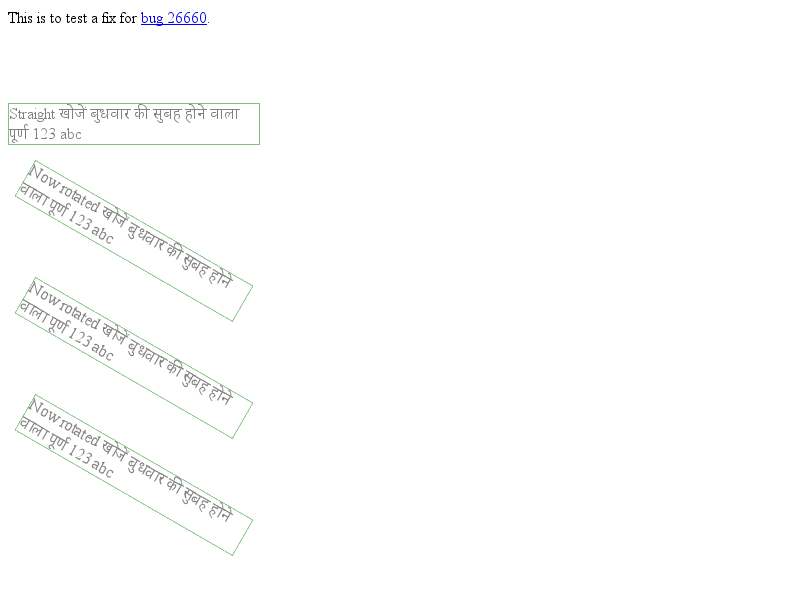 This is to test a fix for bug 26660.
Straight खोजें बुधवार की सुबह होने वाला
पूर्ण 123 abc
Now rotated खोजें बुधवार की सुबह होने
वाला पूर्ण 123 abc
Now rotated खोजें बुधवार की सुबह होने
वाला पूर्ण 123 abc
Now rotated खोजें बुधवार की सुबह होने
वाला पूर्ण 123 abc